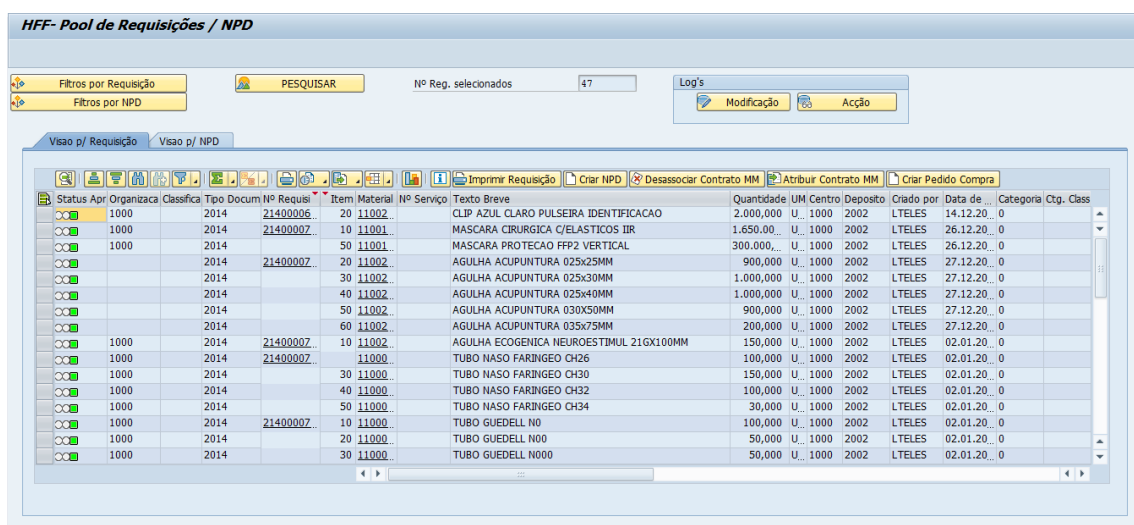 HFF- Pool de Requisições / NPD
Filtros por Requisição PESQUISAR Nº Reg. selecionados 47 Log's
Filtros por NPD Modificação Acção
Visao p/ Requisição Visao p/ NPD
Imprimir Requisição Criar NPD Desassociar Contrato MM Atribuir Contrato MM Criar Pedido Compra
Status Apr Organizaca Classifica Tipo Docum Nº Requisi Item Material Nº Serviço Texto Breve Quantidade UM Centro Deposito Criado por Data de ... Categoria Ctg. Class
1000 2014 21400006... 20 11002... CLIP AZUL CLARO PULSEIRA IDENTIFICACAO 2.000,000 U... 1000 2002 LTELES 14.12.20... 0
1000 2014 21400007... 10 11001... MASCARA CIRURGICA C/ELASTICOS IIR 1.650.00... U... 1000 2002 LTELES 26.12.20... 0
1000 2014 50 11001... MASCARA PROTECAO FFP2 VERTICAL 300.000,... U... 1000 2002 LTELES 26.12.20... 0
2014 21400007... 20 11002... AGULHA ACUPUNTURA 025x25MM 900,000 U... 1000 2002 LTELES 27.12.20... 0
2014 30 11002... AGULHA ACUPUNTURA 025x30MM 1.000,000 U... 1000 2002 LTELES 27.12.20... 0
2014 40 11002... AGULHA ACUPUNTURA 025x40MM 1.000,000 U... 1000 2002 LTELES 27.12.20... 0
2014 50 11002... AGULHA ACUPUNTURA 030X50MM 900,000 U... 1000 2002 LTELES 27.12.20... 0
2014 60 11002... AGULHA ACUPUNTURA 035x75MM 200,000 U... 1000 2002 LTELES 27.12.20... 0
1000 2014 21400007... 10 11002... AGULHA ECOGENICA NEUROESTIMUL 21GX100MM 150,000 U... 1000 2002 LTELES 02.01.20... 0
1000 2014 21400007... 11000... TUBO NASO FARINGEO CH26 100,000 U... 1000 2002 LTELES 02.01.20... 0
1000 2014 30 11000... TUBO NASO FARINGEO CH30 150,000 U... 1000 2002 LTELES 02.01.20... 0
1000 2014 40 11000... TUBO NASO FARINGEO CH32 100,000 U... 1000 2002 LTELES 02.01.20... 0
1000 2014 50 11000... TUBO NASO FARINGEO CH34 30,000 U... 1000 2002 LTELES 02.01.20... 0
1000 2014 21400007... 10 11000... TUBO GUEDELL N0 100,000 U... 1000 2002 LTELES 02.01.20... 0
1000 2014 20 11000... TUBO GUEDELL N00 50,000 U... 1000 2002 LTELES 02.01.20... 0
1000 2014 30 11000... TUBO GUEDELL N000 50,000 U... 1000 2002 LTELES 02.01.20... 0